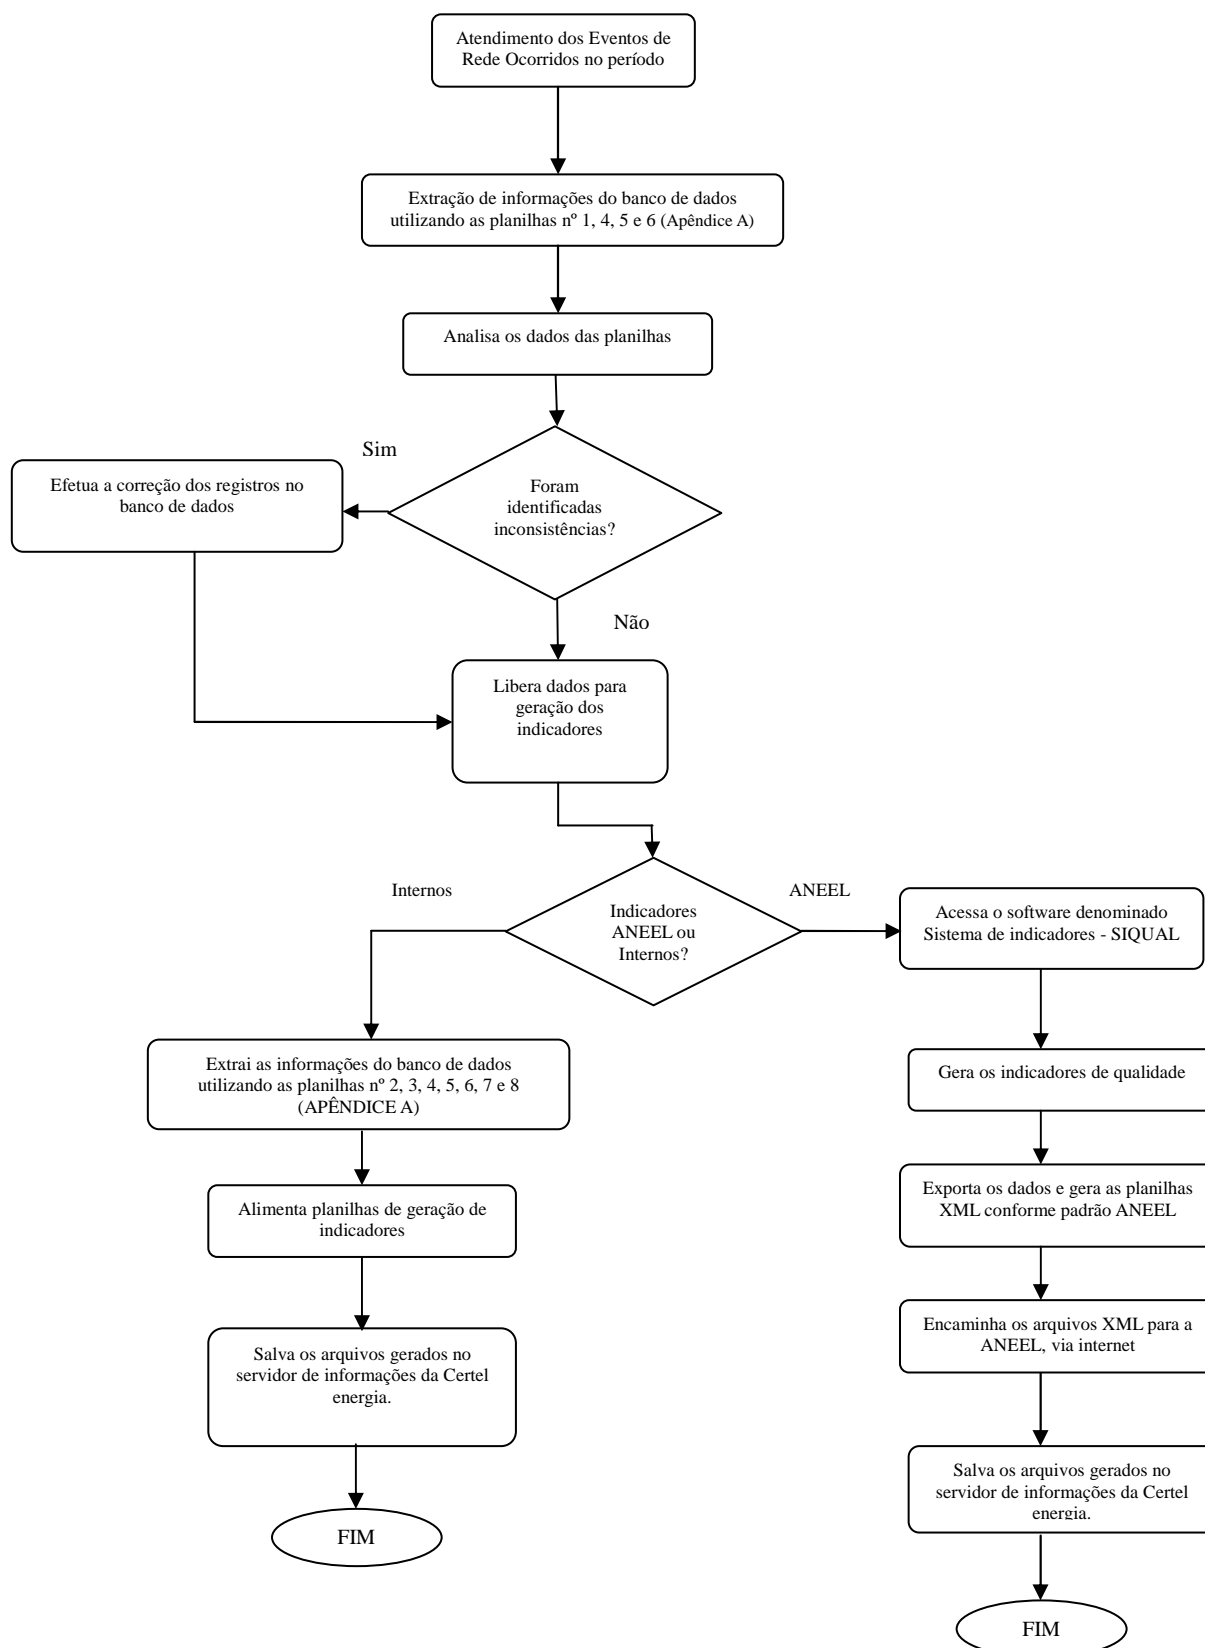 Atendimento dos Eventos de
Rede Ocorridos no período
Extração de informações do banco de dados
utilizando as planilhas nº 1, 4, 5 e 6 (Apêndice A)
Analisa os dados das planilhas
Sim
Foram
identificadas
inconsistências?
Efetua a correção dos registros no
banco de dados
Não
Libera dados para
geração dos
indicadores
Internos
ANEEL
Indicadores
ANEEL ou
Internos?
Acessa o software denominado
Sistema de indicadores - SIQUAL
Extrai as informações do banco de dados
utilizando as planilhas nº 2, 3, 4, 5, 6, 7 e 8
(APÊNDICE A)
Gera os indicadores de qualidade
Alimenta planilhas de geração de
indicadores
Exporta os dados e gera as planilhas
XML conforme padrão ANEEL
Salva os arquivos gerados no
servidor de informações da Certel
energia.
Encaminha os arquivos XML para a
ANEEL, via internet
Salva os arquivos gerados no
servidor de informações da Certel
energia.
FIM
FIM